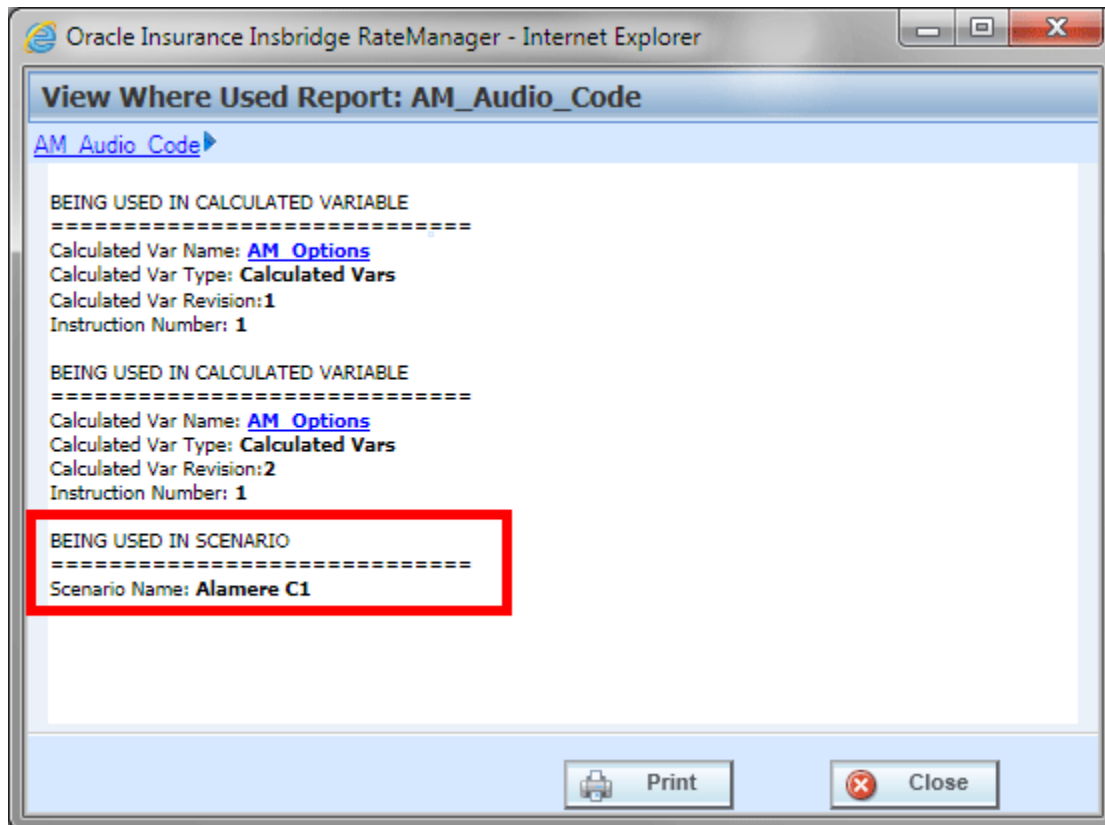 Oracle Insurance Insbridge RateManager - Internet Explorer
View Where Used Report: AM_Audio_Code
AM_Audio_Code
BEING USED IN CALCULATED VARIABLE
=============================
Calculated Var Name: AM_Options
Calculated Var Type: Calculated Vars
Calculated Var Revision:1
Instruction Number: 1
BEING USED IN CALCULATED VARIABLE
=============================
Calculated Var Name: AM_Options
Calculated Var Type: Calculated Vars
Calculated Var Revision:2
Instruction Number: 1
BEING USED IN SCENARIO
=============================
Scenario Name: Alamere C1
Print Close